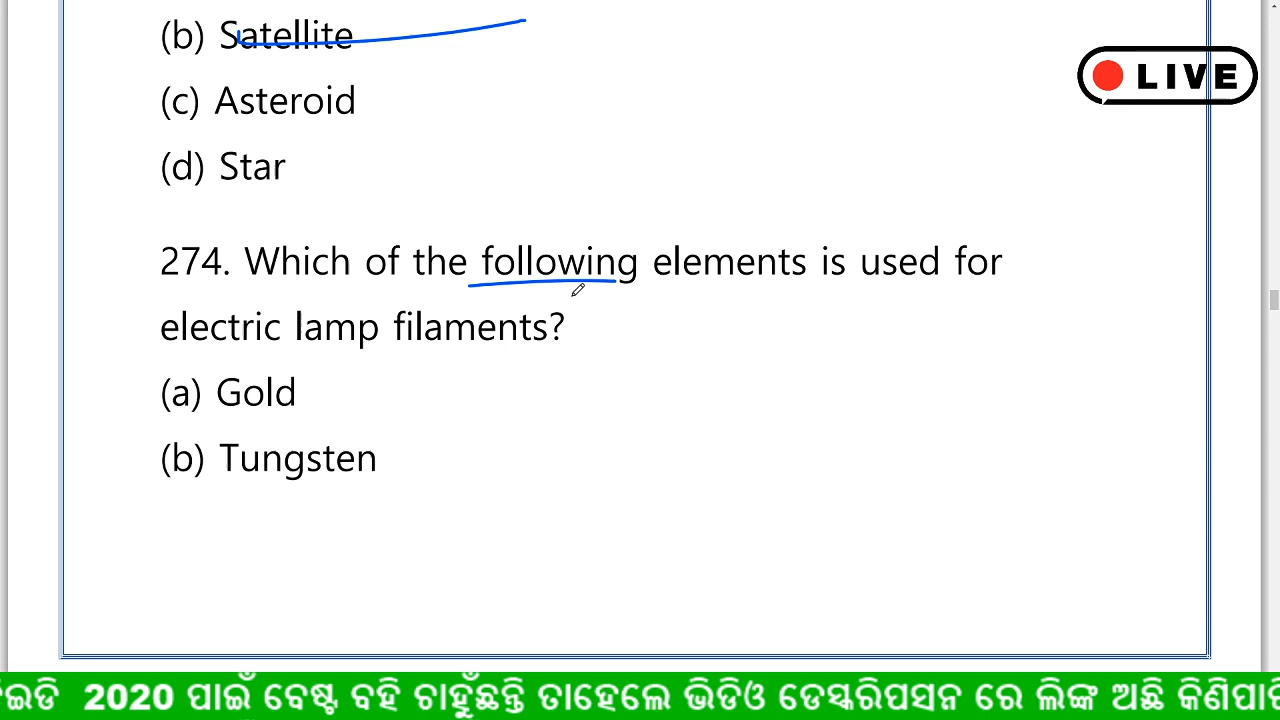 (b) Satellite
LIVE
(c) Asteroid
(d) Star
274. Which of the following elements is used for
electric lamp filaments?
(a) Gold
(b) Tungsten
2020 ପାଇଁ ବେଷ୍ଟ ବହି ଚାହୁଁଛନ୍ତି ତାହେଲେ ଭିଡିଓ ଡେସ୍କରିପସନ ରେ ଲିଙ୍କ ଅଛି